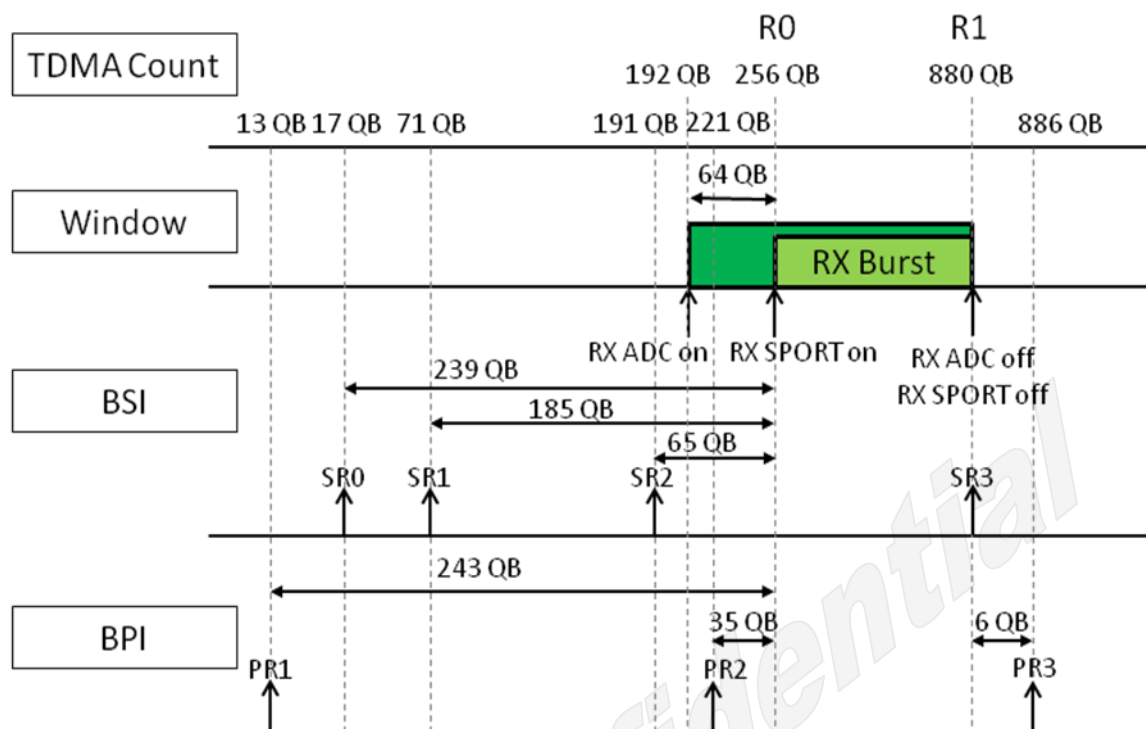 R0 R1
TDMA Count
192 QB 256 QB 880 QB
13 QB 17 QB 71 QB 191 QB 221 QB 886 QB
64 QB
Window
RX Burst
RX ADC on RX SPORT on RX ADC off
RX SPORT off
239 QB
BSI
185 QB
65 QB
SR0 SR1 SR2 SR3
243 QB
BPI
35 QB 6 QB
PR1 PR2 PR3
fidential